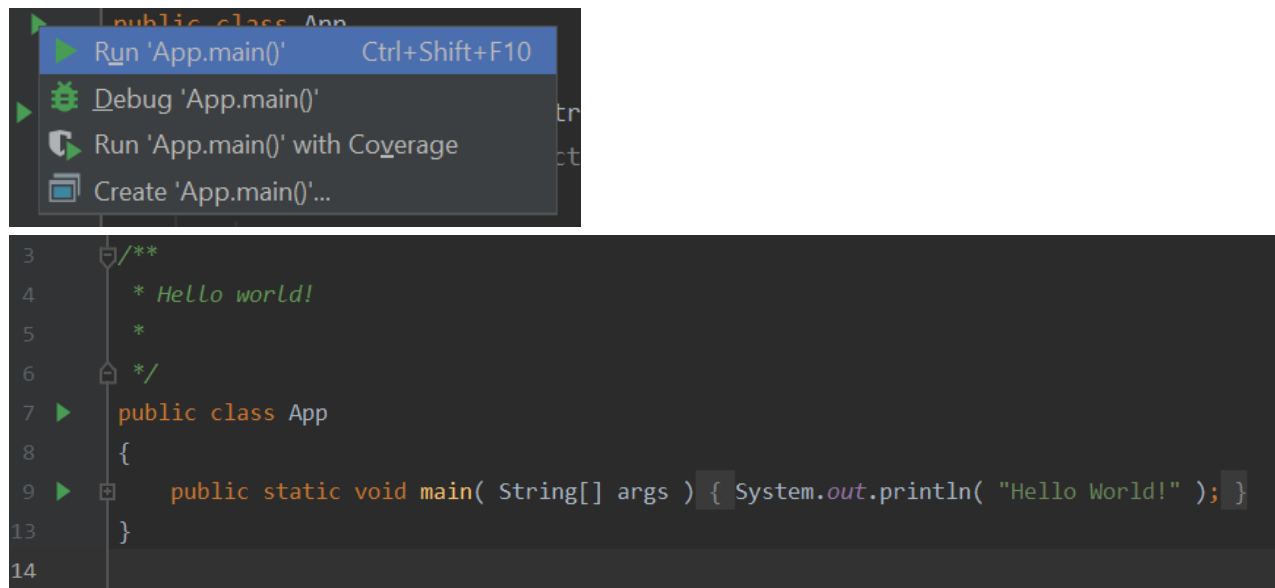 public class App
Run 'App.main()' Ctrl+Shift+F10
Debug 'App.main()'
tr
Run 'App.main()' with Coverage
ct
Create 'App.main()'...
3 /**
4 * Hello world!
5 *
6 */
7 public class App
8 {
9 public static void main( String[] args ) { System.out.println( "Hello World!" ); }
13 }
14